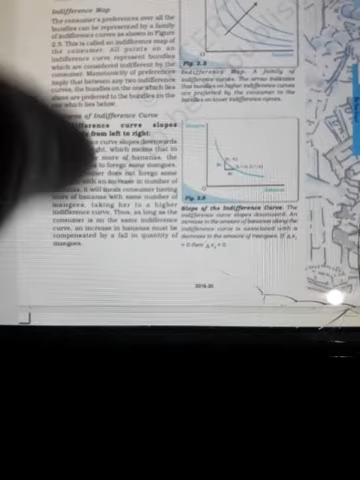 Indifference Map
The consumer's preferences over all the
bundles can be represented by a family
of indifference curves as shown in Figure
2.5. This is called an indifference map of
the consumer. All points on an
indifference curve represent bundles
which are considered indifferent by the
consumer. Monotonicity of preferences
imply that between any two indifference
curves, the bundles on the one which lies
above are preferred to the bundles on the
one which lies below.
of Indifference Curve
curve slopes
from left to right:
curve slopes downwards
right, which means that in
more of bananas, the
to forego some mangoes.
does not forego some
with an increase in number of
it will mean consumer having
more of bananas with same number of
mangoes, taking her to a higher
indifference curve. Thus, as long as the
consumer is on the same indifference
curve, an increase in bananas must be
compensated by a fall in quantity of
mangoes.
O
Fig. 2.5
Indifference Map. A family of
indifference curves. The arrow indicates
that bundles on higher indifference curves
are preferred by the consumer to the
bundles on lower indifference curves.
O
Bananas
Fig. 2.6
Slope of the Indifference Curve. The
indifference curve slopes downward. An
increase in the amount of bananas along the
indifference curve is associated with a
decrease in the amount of mangoes. If Δx₁
> 0 then Δx₂ < 0.
2019-20